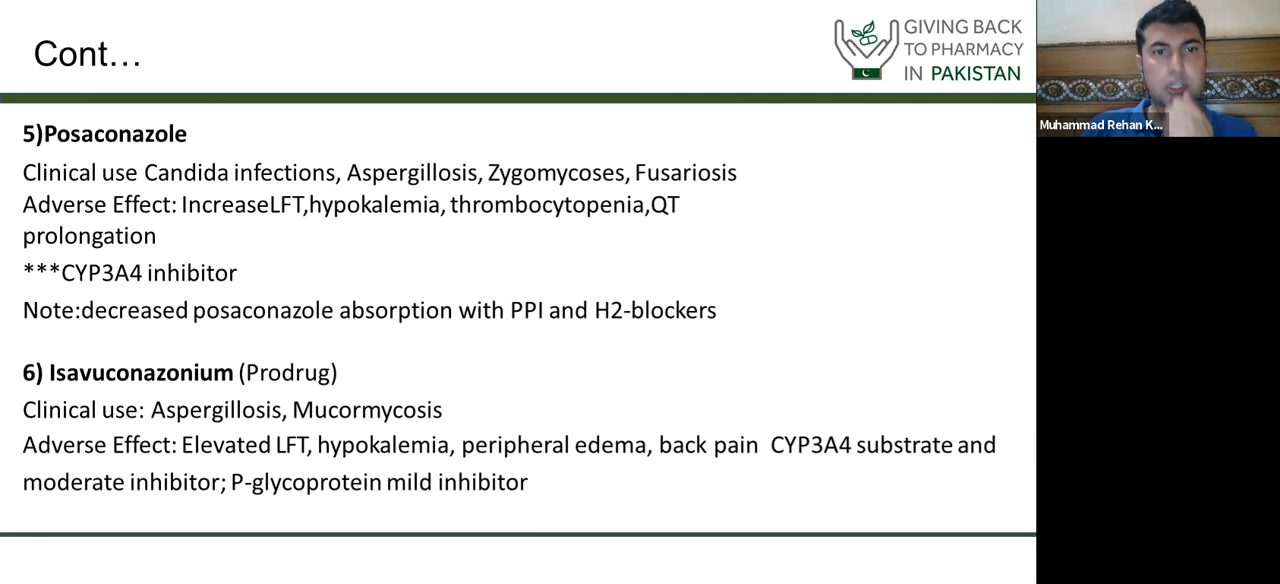 Cont...
GIVING BACK
TO PHARMACY
IN PAKISTAN
Muhammad Rehan K...
5)Posaconazole
Clinical use Candida infections, Aspergillosis, Zygomycoses, Fusariosis
Adverse Effect: IncreaseLFT,hypokalemia, thrombocytopenia,QT
prolongation
***CYP3A4 inhibitor
Note:decreased posaconazole absorption with PPI and H2-blockers
6) Isavuconazonium (Prodrug)
Clinical use: Aspergillosis, Mucormycosis
Adverse Effect: Elevated LFT, hypokalemia, peripheral edema, back pain CYP3A4 substrate and
moderate inhibitor; P-glycoprotein mild inhibitor